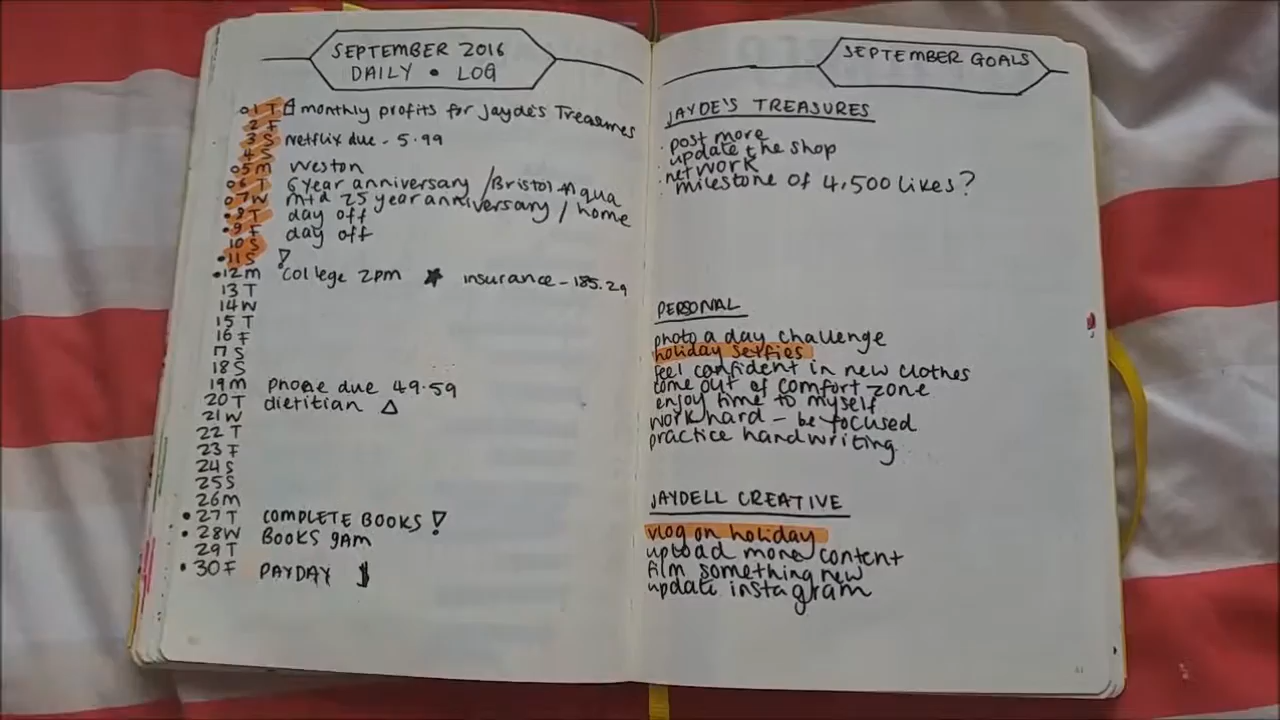 SEPTEMBER 2016
DAILY • LOG
1 T monthly profits for Jayde's Treasures
2 F
3 S Netflix due - 5.99
4 S
5 M Weston
6 T 6 year anniversary / Bristol Aqua
7 W m+d 25 year anniversary / home
8 T day off
9 F day off
10 S
11 S !
12 M College 2pm ★ insurance - 185.29
13 T
14 W
15 T
16 F
17 S
18 S
19 M phone due 49.59
20 T dietitian △
21 W
22 T
23 F
24 S
25 S
26 M
27 T COMPLETE BOOKS !
28 W BOOKS 9AM
29 T
30 F PAYDAY $
SEPTEMBER GOALS
JAYDE'S TREASURES
· post more
· update the shop
· network
· milestone of 4,500 likes?
PERSONAL
photo a day challenge
holiday selfies
feel confident in new clothes
come out of comfort zone
enjoy time to myself
work hard - be focused
practice handwriting
JAYDELL CREATIVE
vlog on holiday
upload more content
film something new
update instagram